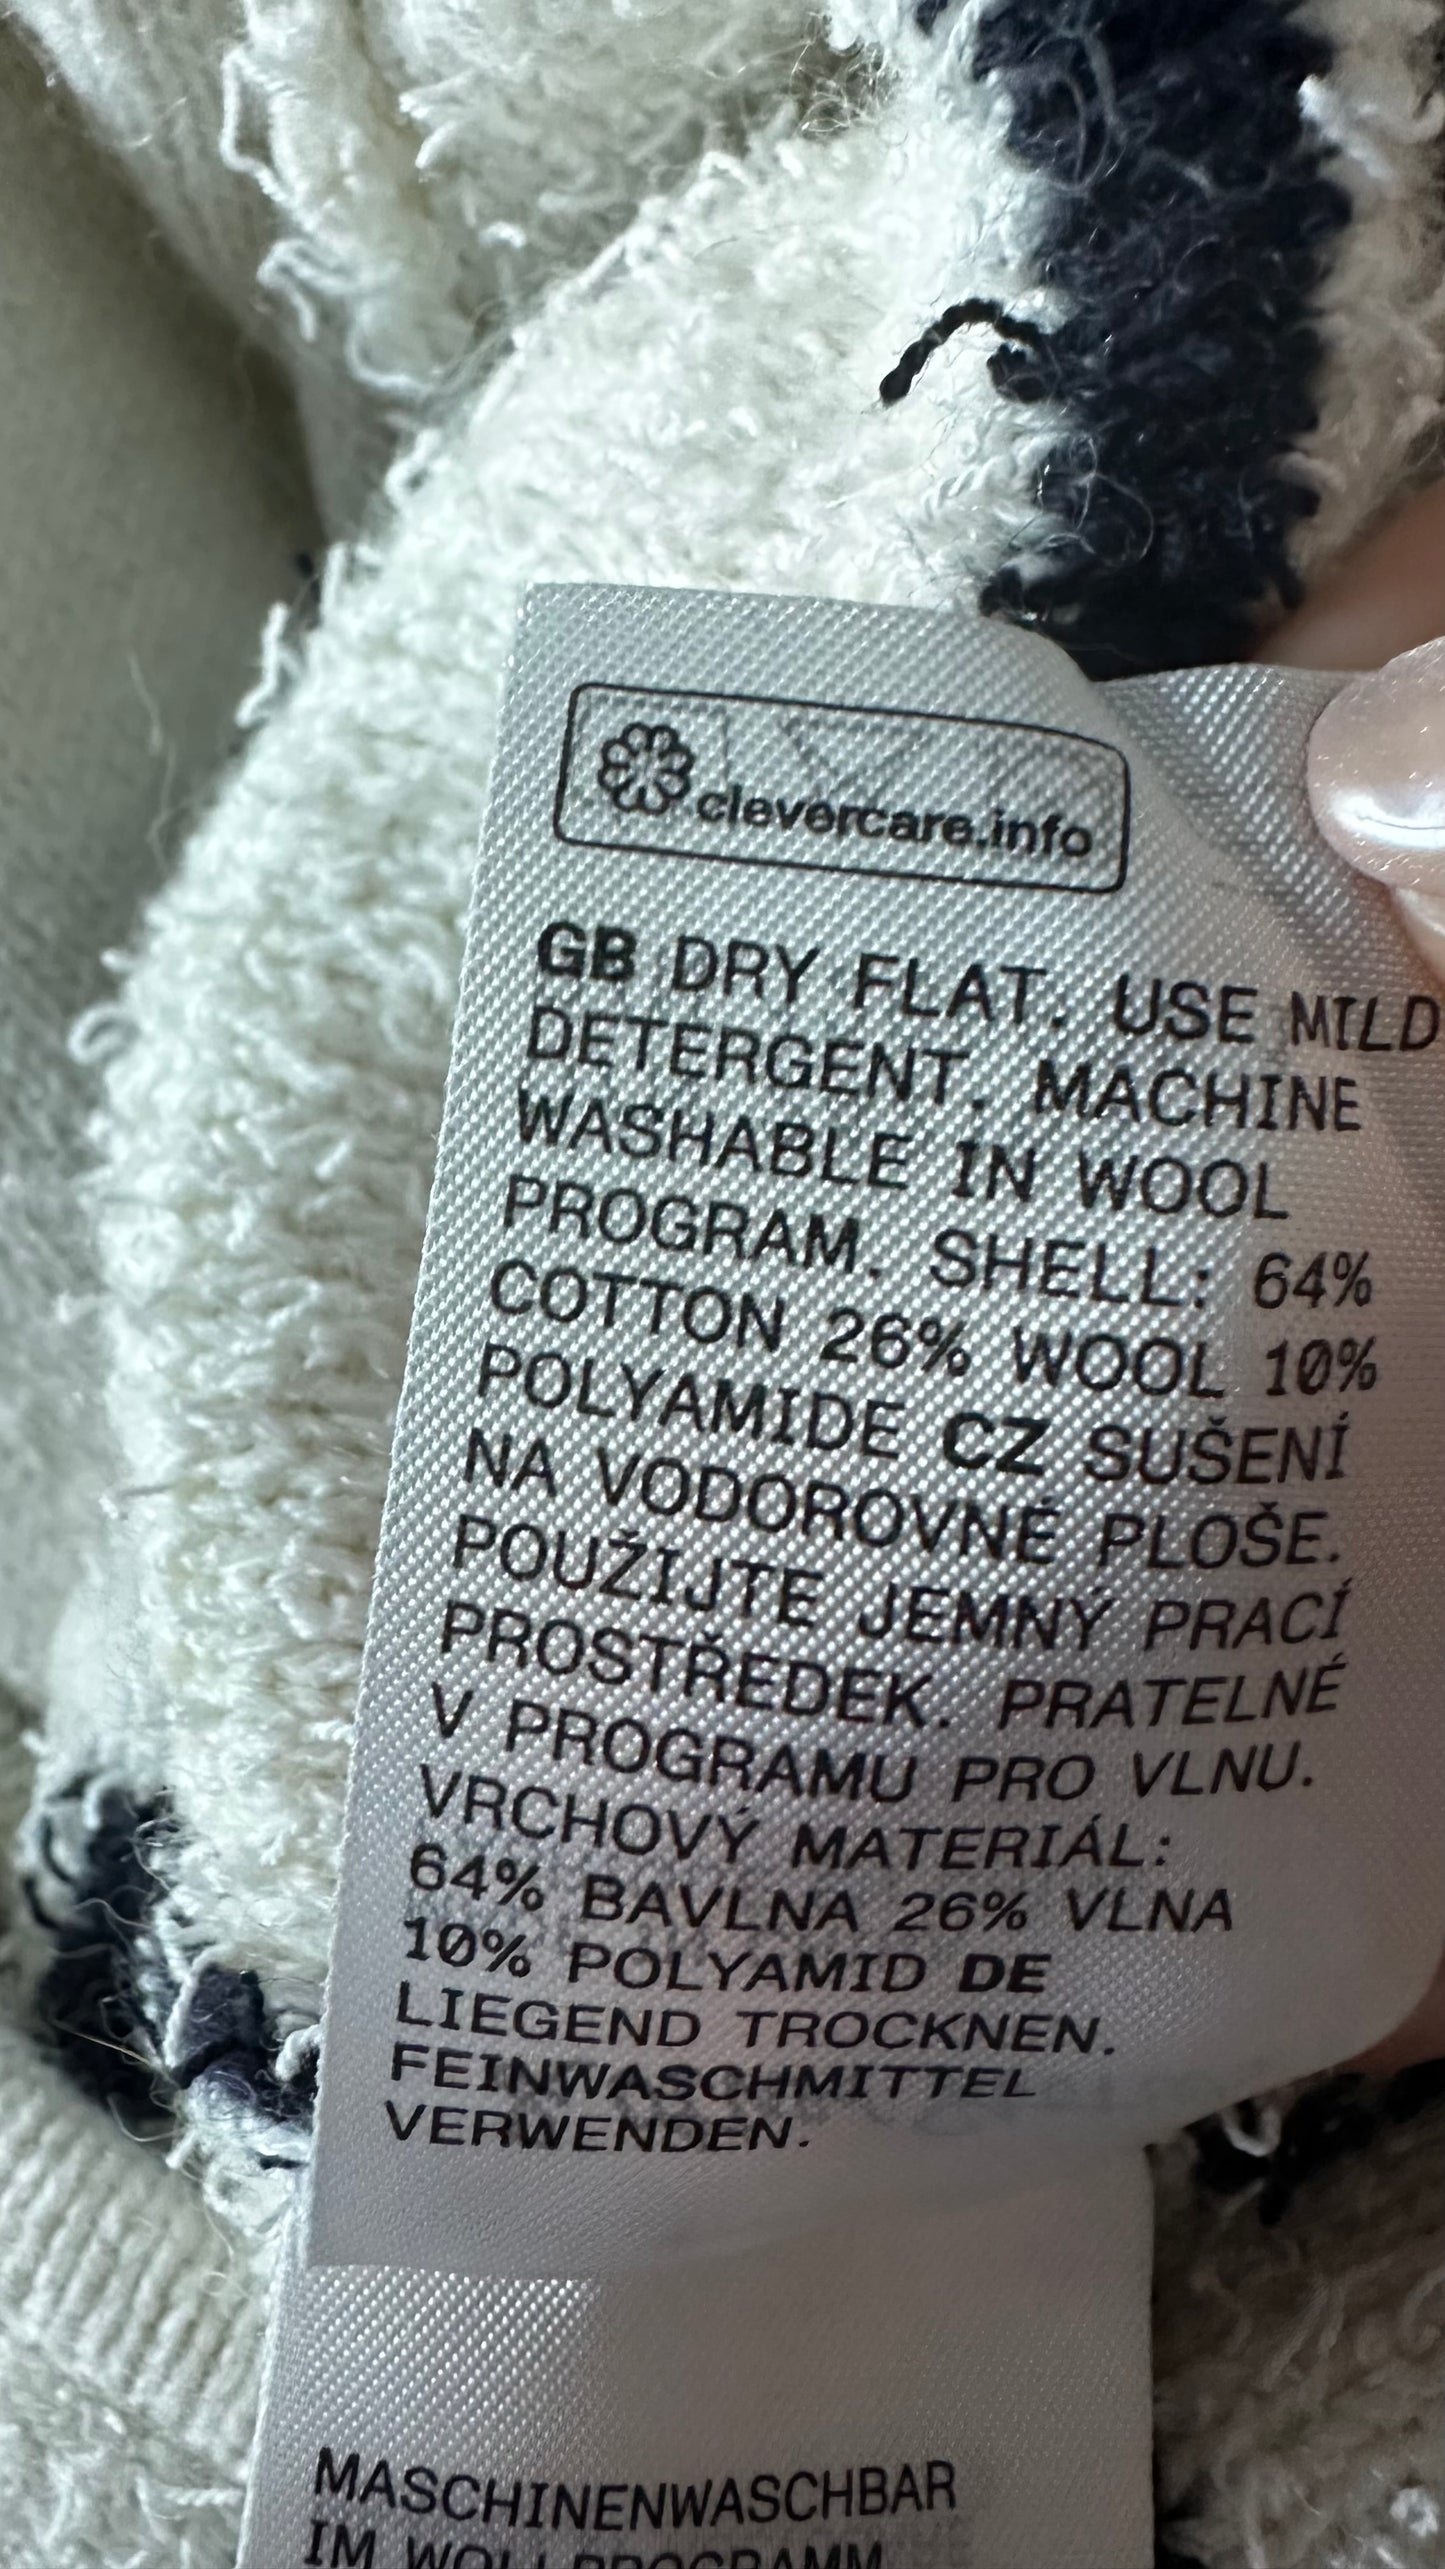 clevercare.info
GB DRY FLAT. USE MILD
DETERGENT. MACHINE
WASHABLE IN WOOL
PROGRAM. SHELL: 64%
COTTON 26% WOOL 10%
POLYAMIDE CZ SUŠENÍ
NA VODOROVNÉ PLOŠE.
POUŽIJTE JEMNÝ PRACÍ
PROSTŘEDEK. PRATELNÉ
V PROGRAMU PRO VLNU.
VRCHOVÝ MATERIÁL:
64% BAVLNA 26% VLNA
10% POLYAMID DE
LIEGEND TROCKNEN.
FEINWASCHMITTEL
VERWENDEN.
MASCHINENWASCHBAR
IM WOLLPROGRAMM